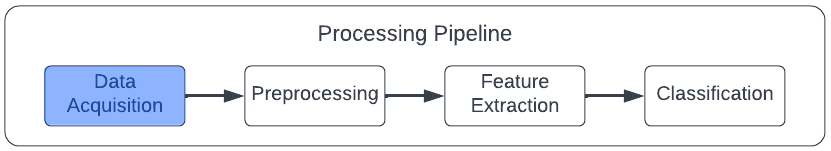 Processing Pipeline
Data
Acquisition
Preprocessing
Feature
Extraction
Classification